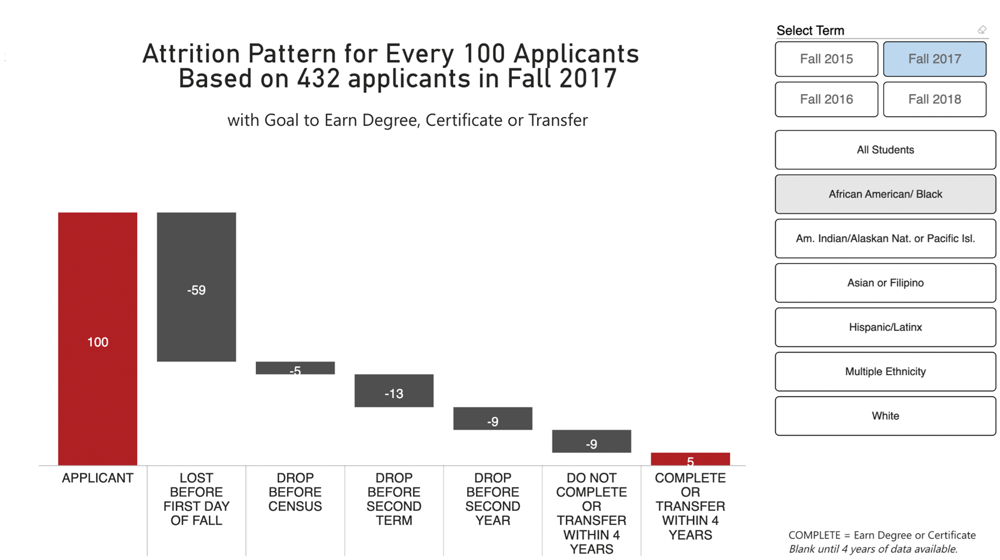 Attrition Pattern for Every 100 Applicants
Based on 432 applicants in Fall 2017
with Goal to Earn Degree, Certificate or Transfer
100
-59
-5
-13
-9
-9
5
APPLICANT
LOST
BEFORE
FIRST DAY
OF FALL
DROP
BEFORE
CENSUS
DROP
BEFORE
SECOND
TERM
DROP
BEFORE
SECOND
YEAR
DO NOT
COMPLETE
OR
TRANSFER
WITHIN 4
YEARS
COMPLETE
OR
TRANSFER
WITHIN 4
YEARS
Select Term
Fall 2015
Fall 2017
Fall 2016
Fall 2018
All Students
African American/ Black
Am. Indian/Alaskan Nat. or Pacific Isl.
Asian or Filipino
Hispanic/Latinx
Multiple Ethnicity
White
COMPLETE = Earn Degree or Certificate
Blank until 4 years of data available.